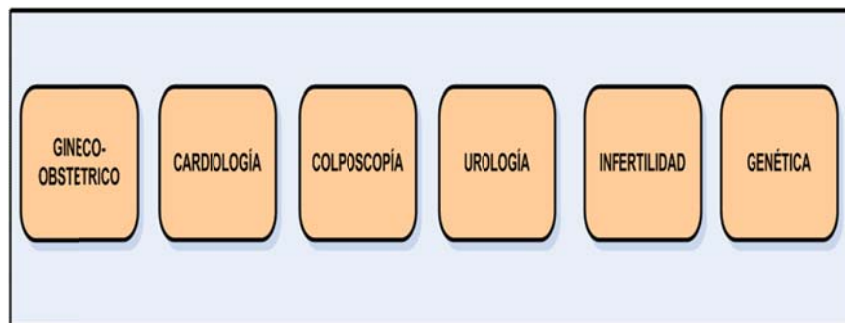 GINECO-
OBSTETRICO
CARDIOLOGÍA
COLPOSCOPÍA
UROLOGÍA
INFERTILIDAD
GENÉTICA